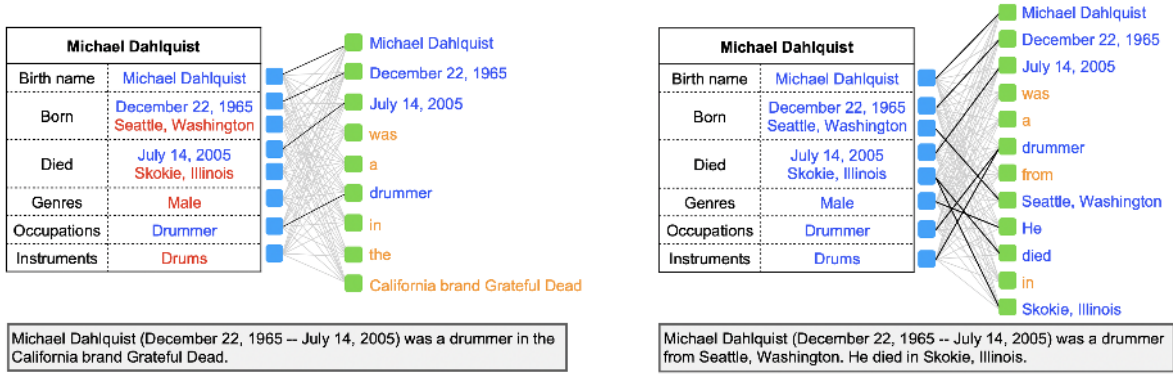 Michael Dahlquist
Birth name Michael Dahlquist
Born December 22, 1965
Seattle, Washington
Died July 14, 2005
Skokie, Illinois
Genres Male
Occupations Drummer
Instruments Drums
Michael Dahlquist
December 22, 1965
July 14, 2005
was
a
drummer
in
the
California brand Grateful Dead
Michael Dahlquist (December 22, 1965 -- July 14, 2005) was a drummer in the
California brand Grateful Dead.
Michael Dahlquist
Birth name Michael Dahlquist
Born December 22, 1965
Seattle, Washington
Died July 14, 2005
Skokie, Illinois
Genres Male
Occupations Drummer
Instruments Drums
Michael Dahlquist
December 22, 1965
July 14, 2005
was
a
drummer
from
Seattle, Washington
He
died
in
Skokie, Illinois
Michael Dahlquist (December 22, 1965 -- July 14, 2005) was a drummer
from Seattle, Washington. He died in Skokie, Illinois.